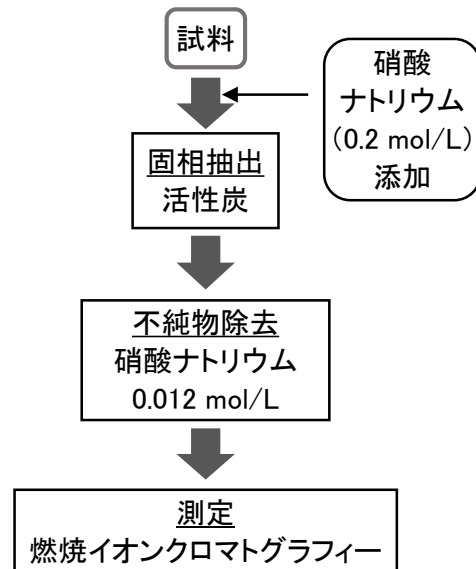 試料
硝酸
ナトリウム
(0.2 mol/L)
添加
固相抽出
活性炭
不純物除去
硝酸ナトリウム
0.012 mol/L
測定
燃焼イオンクロマトグラフィー